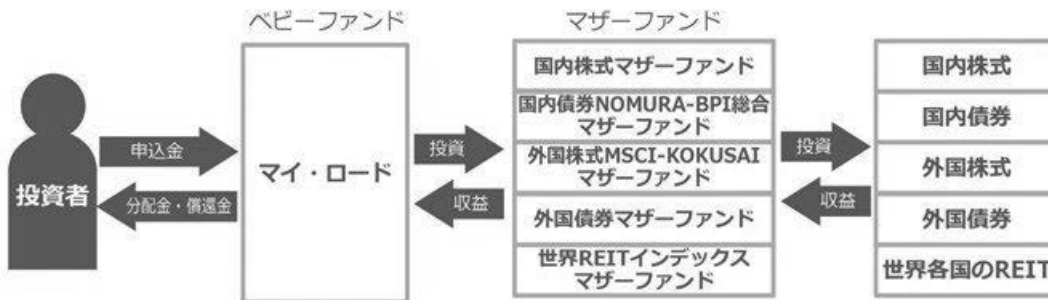 ベビーファンド
マザーファンド
投資者
申込金
分配金・償還金
マイ・ロード
投資
収益
国内株式マザーファンド
国内債券NOMURA-BPI総合
マザーファンド
外国株式MSCI-KOKUSAI
マザーファンド
外国債券マザーファンド
世界REITインデックス
マザーファンド
投資
収益
国内株式
国内債券
外国株式
外国債券
世界各国のREIT